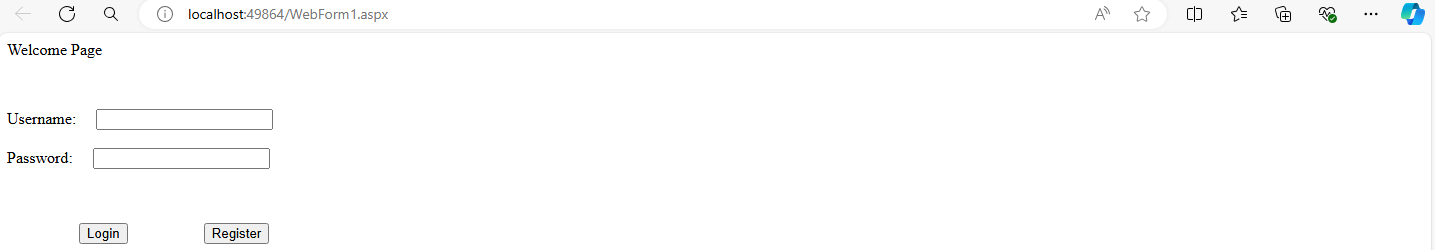 localhost:49864/WebForm1.aspx
Welcome Page
Username:
Password:
Login Register